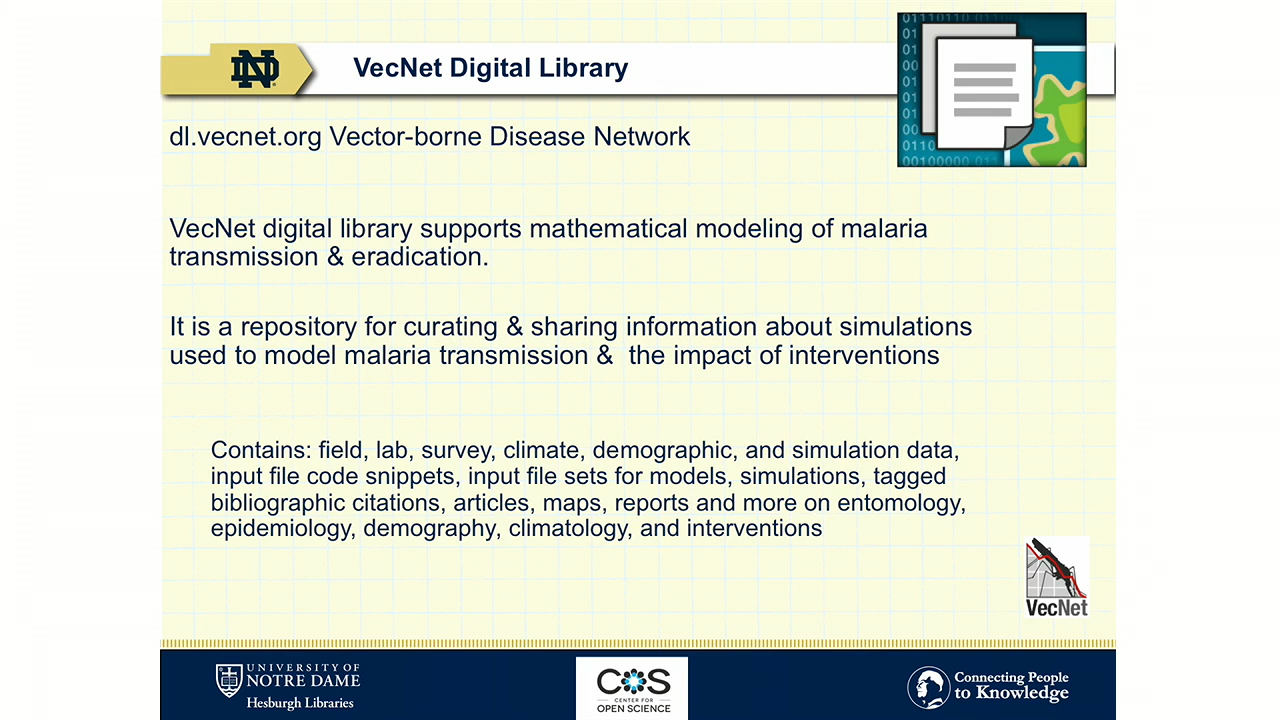 VecNet Digital Library
dl.vecnet.org Vector-borne Disease Network
VecNet digital library supports mathematical modeling of malaria
transmission & eradication.
It is a repository for curating & sharing information about simulations
used to model malaria transmission &  the impact of interventions
Contains: field, lab, survey, climate, demographic, and simulation data,
input file code snippets, input file sets for models, simulations, tagged
bibliographic citations, articles, maps, reports and more on entomology,
epidemiology, demography, climatology, and interventions
VecNet
UNIVERSITY OF
NOTRE DAME
Hesburgh Libraries
COS
CENTER FOR
OPEN SCIENCE
Connecting People
to Knowledge